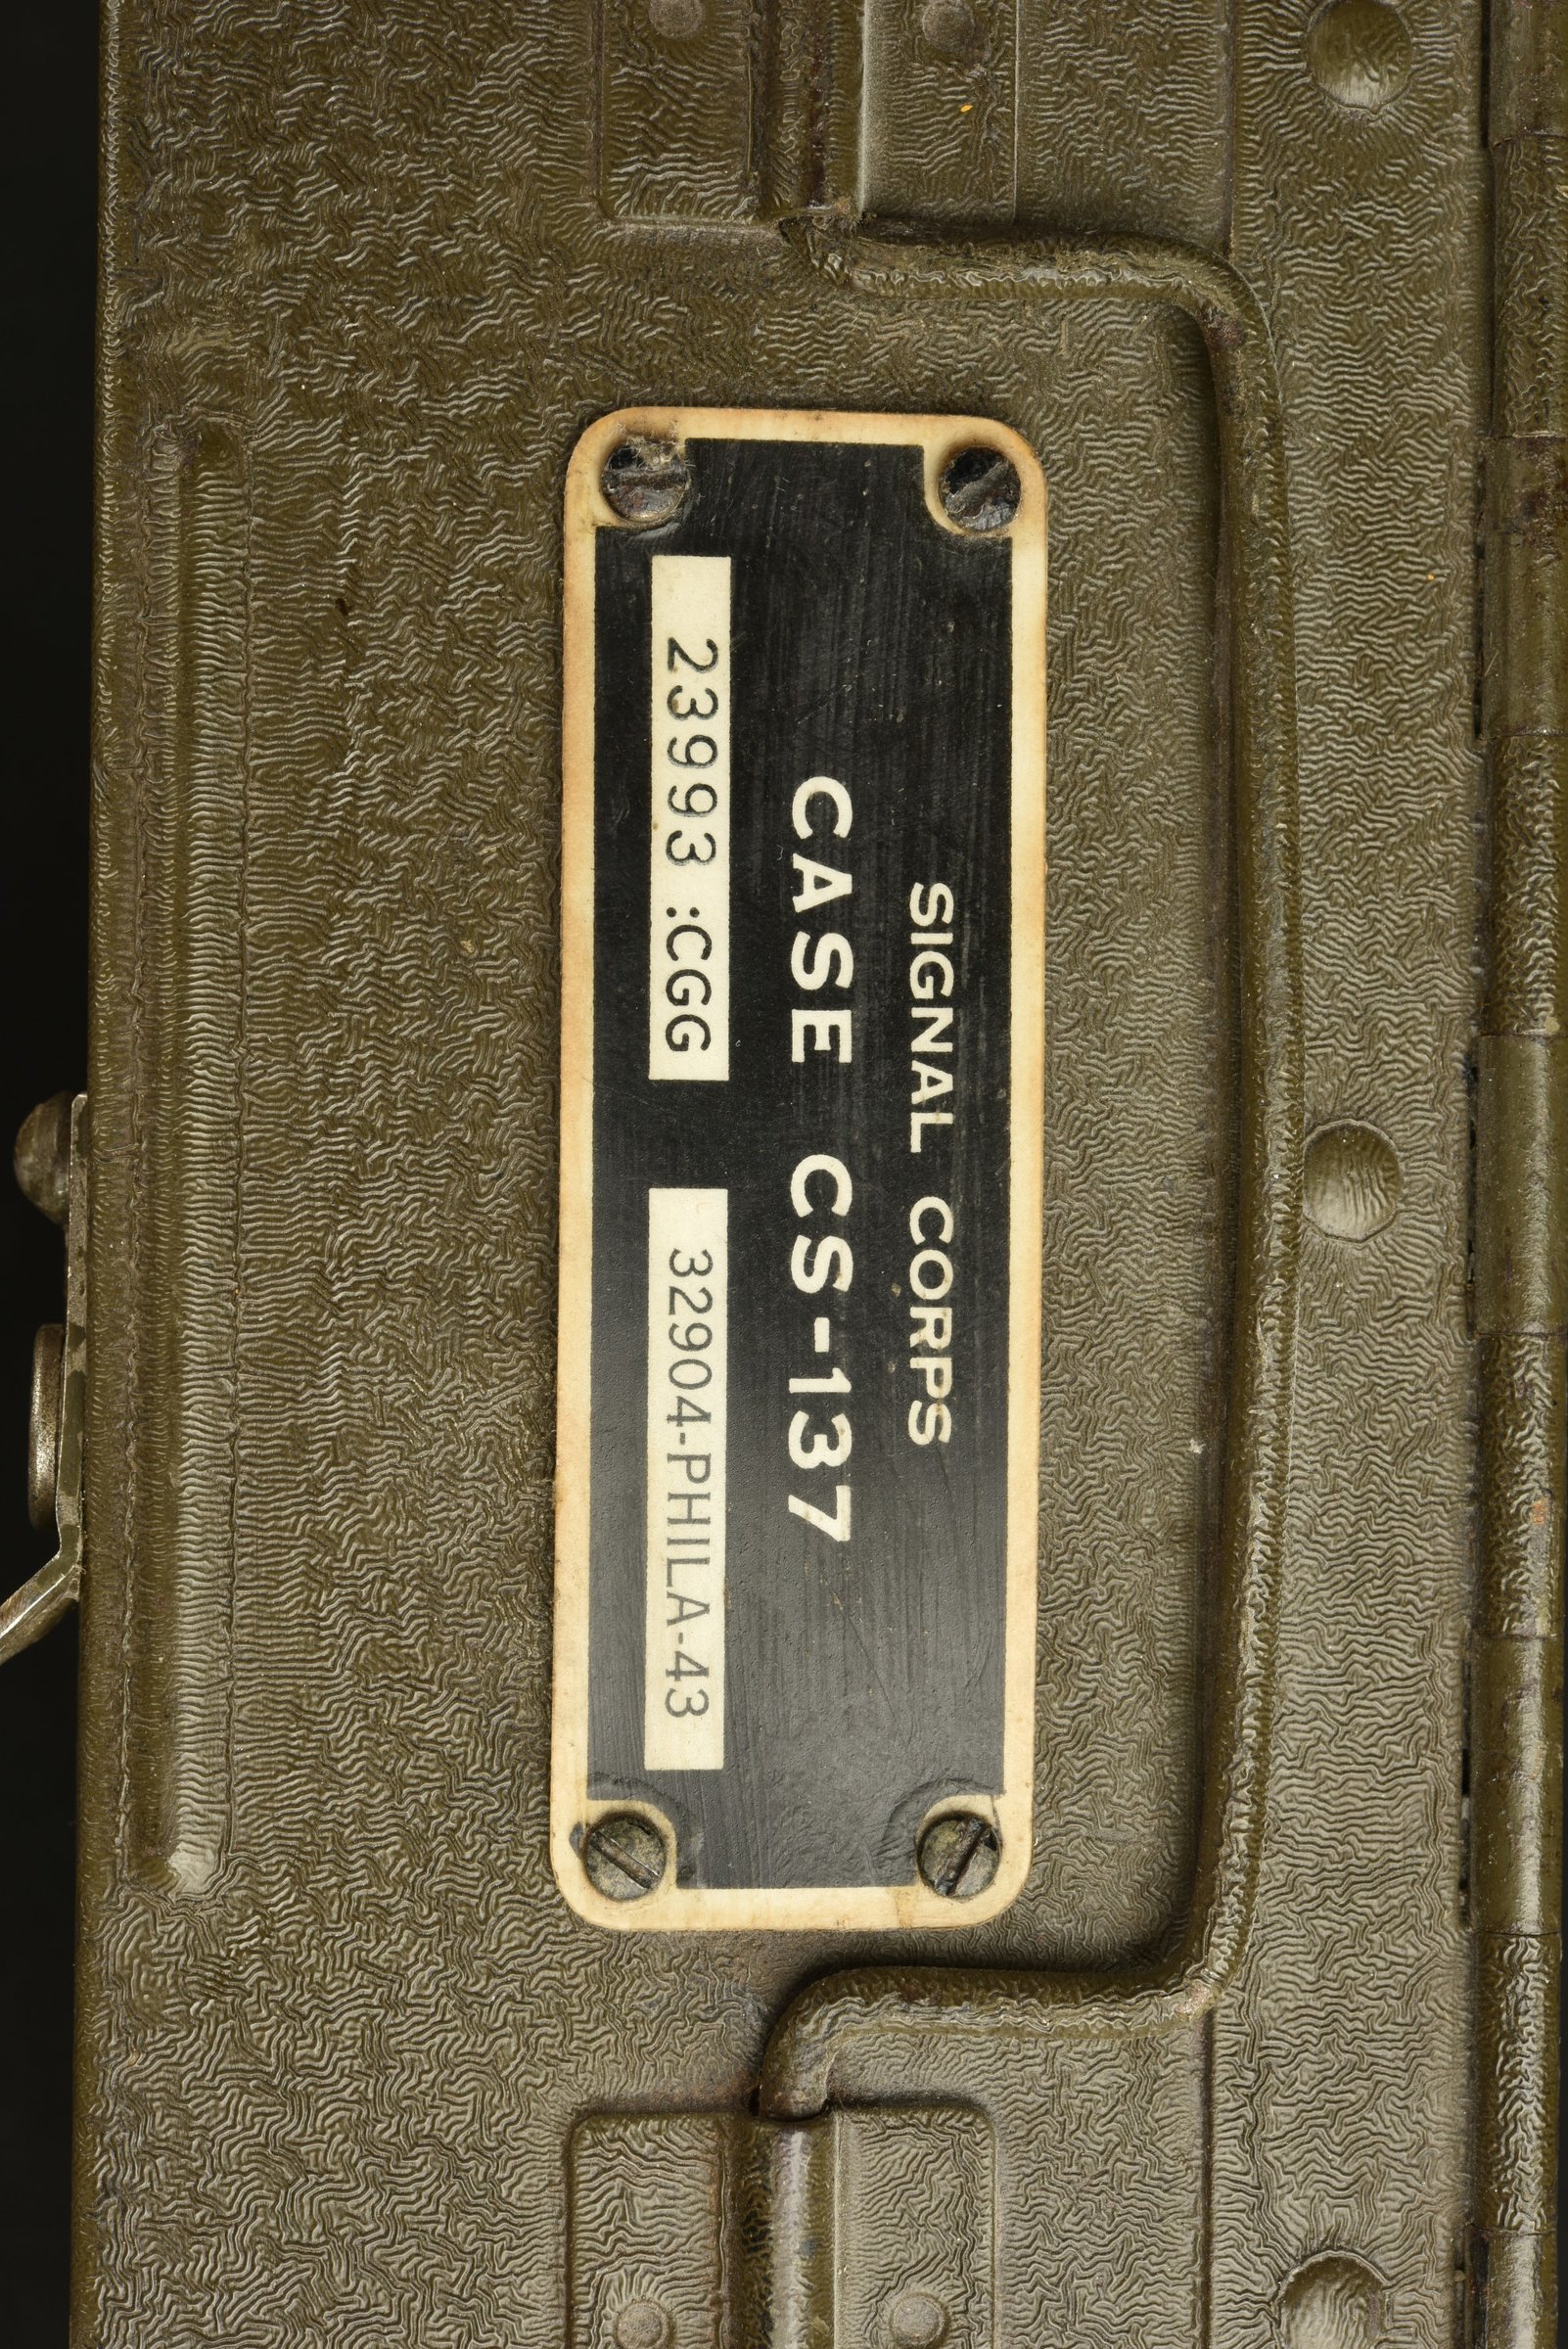 SIGNAL CORPS
CASE CS-137
23993 :CGG 32904-PHILA-43